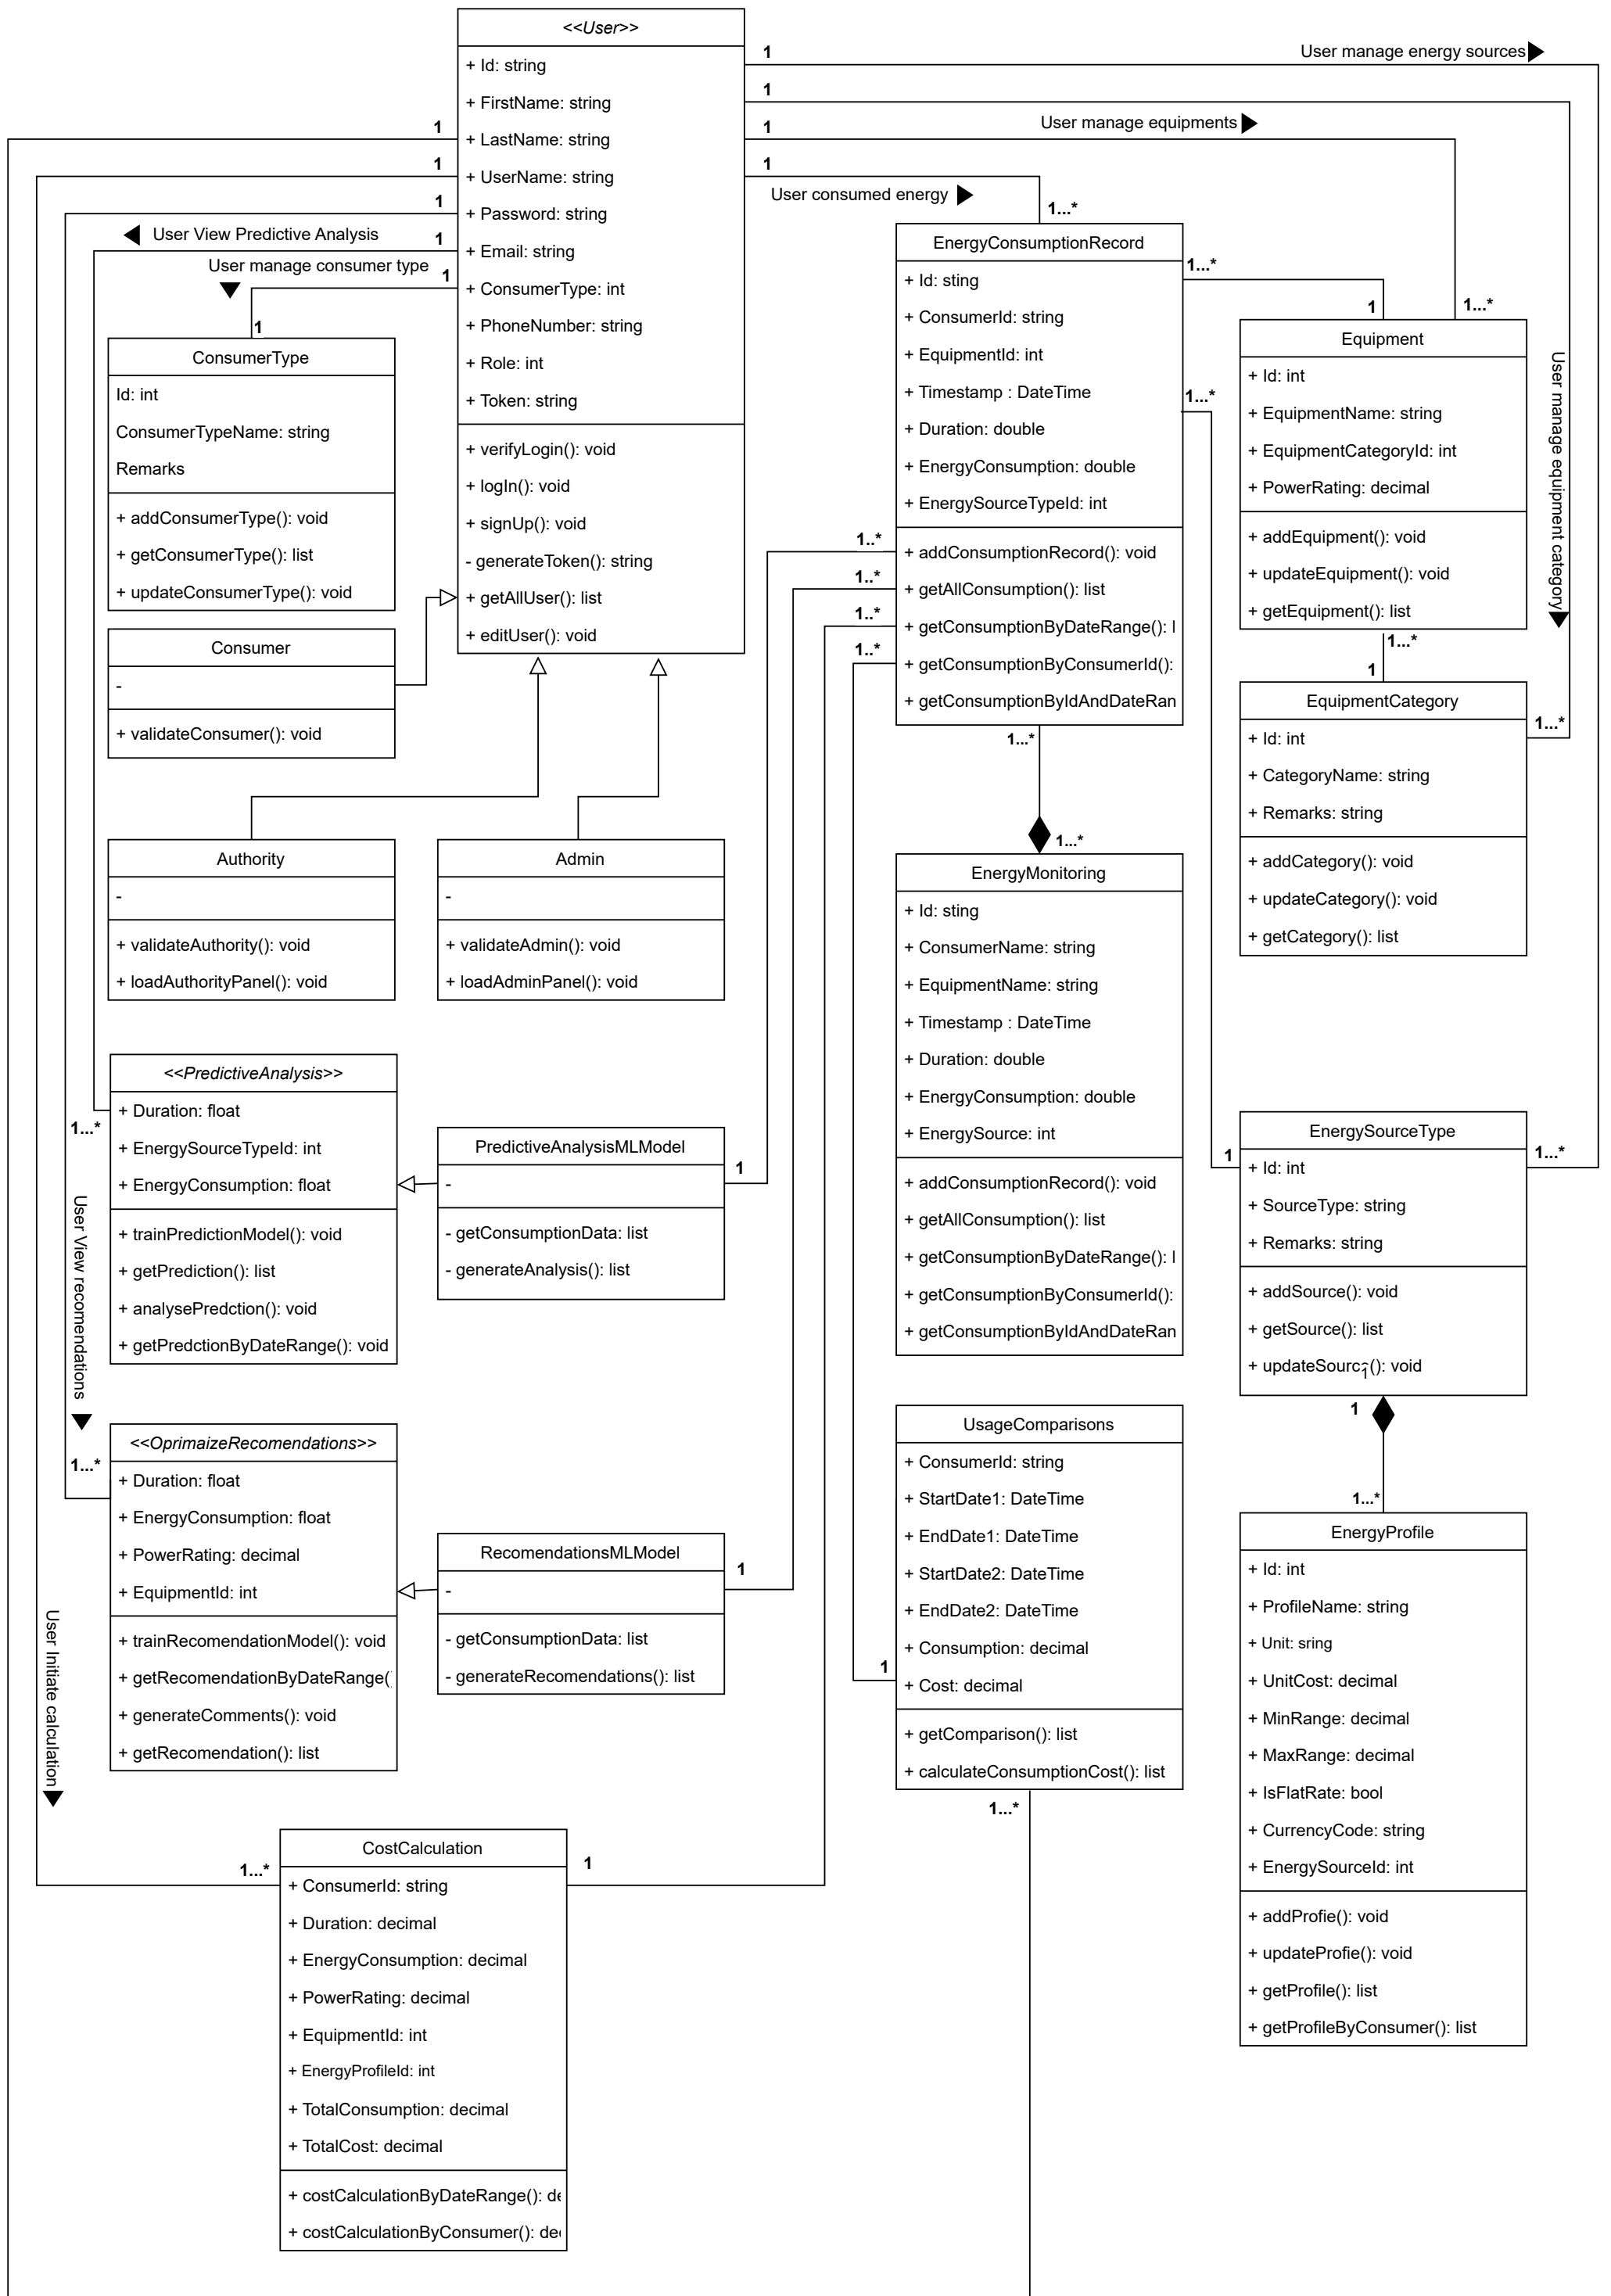 <<User>>
+ Id: string
+ FirstName: string
+ LastName: string
+ UserName: string
+ Password: string
+ Email: string
+ ConsumerType: int
+ PhoneNumber: string
+ Role: int
+ Token: string
+ verifyLogin(): void
+ logIn(): void
+ signUp(): void
- generateToken(): string
+ getAllUser(): list
+ editUser(): void
1
User manage energy sources
1
1
User manage equipments
1
User consumed energy
1...*
1
1
1
User View Predictive Analysis
1
User manage consumer type
1
1
ConsumerType
Id: int
ConsumerTypeName: string
Remarks
+ addConsumerType(): void
+ getConsumerType(): list
+ updateConsumerType(): void
Consumer
-
+ validateConsumer(): void
Authority
-
+ validateAuthority(): void
+ loadAuthorityPanel(): void
Admin
-
+ validateAdmin(): void
+ loadAdminPanel(): void
EnergyConsumptionRecord
+ Id: sting
+ ConsumerId: string
+ EquipmentId: int
+ Timestamp : DateTime
+ Duration: double
+ EnergyConsumption: double
+ EnergySourceTypeId: int
+ addConsumptionRecord(): void
+ getAllConsumption(): list
+ getConsumptionByDateRange(): l
+ getConsumptionByConsumerId():
+ getConsumptionByIdAndDateRan
1...*
1
1...*
1...*
1..*
1..*
1..*
1..*
1...*
1...*
Equipment
+ Id: int
+ EquipmentName: string
+ EquipmentCategoryId: int
+ PowerRating: decimal
+ addEquipment(): void
+ updateEquipment(): void
+ getEquipment(): list
User manage equipment category
1...*
1
EquipmentCategory
+ Id: int
+ CategoryName: string
+ Remarks: string
+ addCategory(): void
+ updateCategory(): void
+ getCategory(): list
1...*
EnergyMonitoring
+ Id: sting
+ ConsumerName: string
+ EquipmentName: string
+ Timestamp : DateTime
+ Duration: double
+ EnergyConsumption: double
+ EnergySource: int
+ addConsumptionRecord(): void
+ getAllConsumption(): list
+ getConsumptionByDateRange(): l
+ getConsumptionByConsumerId():
+ getConsumptionByIdAndDateRan
<<PredictiveAnalysis>>
+ Duration: float
+ EnergySourceTypeId: int
+ EnergyConsumption: float
+ trainPredictionModel(): void
+ getPrediction(): list
+ analysePredction(): void
+ getPredctionByDateRange(): void
1...*
PredictiveAnalysisMLModel
-
- getConsumptionData: list
- generateAnalysis(): list
1
User View recomendations
1...*
<<OprimaizeRecomendations>>
+ Duration: float
+ EnergyConsumption: float
+ PowerRating: decimal
+ EquipmentId: int
+ trainRecomendationModel(): void
+ getRecomendationByDateRange(
+ generateComments(): void
+ getRecomendation(): list
RecomendationsMLModel
-
- getConsumptionData: list
- generateRecomendations(): list
1
EnergySourceType
+ Id: int
+ SourceType: string
+ Remarks: string
+ addSource(): void
+ getSource(): list
+ updateSource(): void
1
1
1...*
1
1...*
UsageComparisons
+ ConsumerId: string
+ StartDate1: DateTime
+ EndDate1: DateTime
+ StartDate2: DateTime
+ EndDate2: DateTime
+ Consumption: decimal
+ Cost: decimal
+ getComparison(): list
+ calculateConsumptionCost(): list
1
1...*
EnergyProfile
+ Id: int
+ ProfileName: string
+ Unit: sring
+ UnitCost: decimal
+ MinRange: decimal
+ MaxRange: decimal
+ IsFlatRate: bool
+ CurrencyCode: string
+ EnergySourceId: int
+ addProfie(): void
+ updateProfie(): void
+ getProfile(): list
+ getProfileByConsumer(): list
User Initiate calculation
1...*
1
CostCalculation
+ ConsumerId: string
+ Duration: decimal
+ EnergyConsumption: decimal
+ PowerRating: decimal
+ EquipmentId: int
+ EnergyProfileId: int
+ TotalConsumption: decimal
+ TotalCost: decimal
+ costCalculationByDateRange(): de
+ costCalculationByConsumer(): de